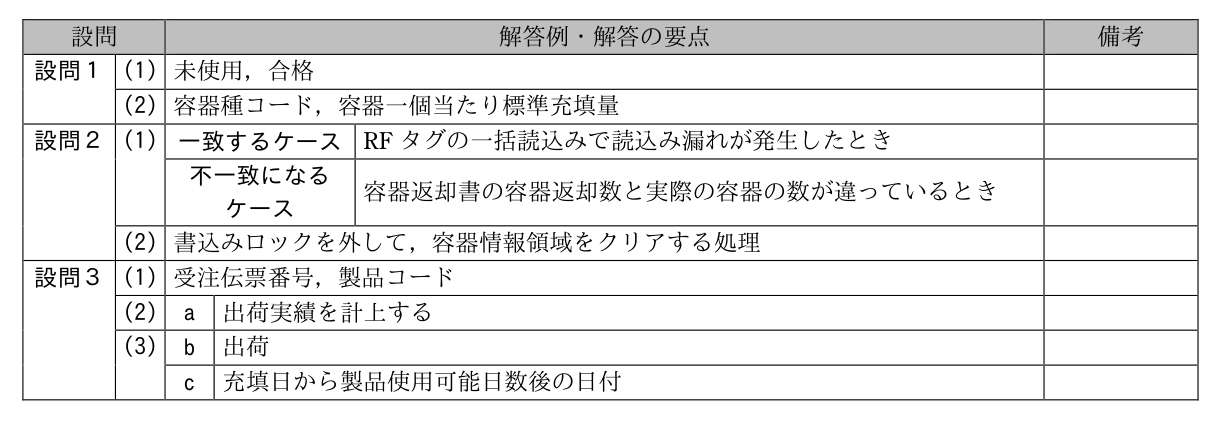 設問 解答例・解答の要点 備考
設問1 (1) 未使用，合格
(2) 容器種コード，容器一個当たり標準充填量
設問2 (1) 一致するケース RF タグの一括読込みで読込み漏れが発生したとき
不一致になる
ケース
容器返却書の容器返却数と実際の容器の数が違っているとき
(2) 書込みロックを外して，容器情報領域をクリアする処理
設問3 (1) 受注伝票番号，製品コード
(2) a 出荷実績を計上する
(3) b 出荷
c 充填日から製品使用可能日数後の日付